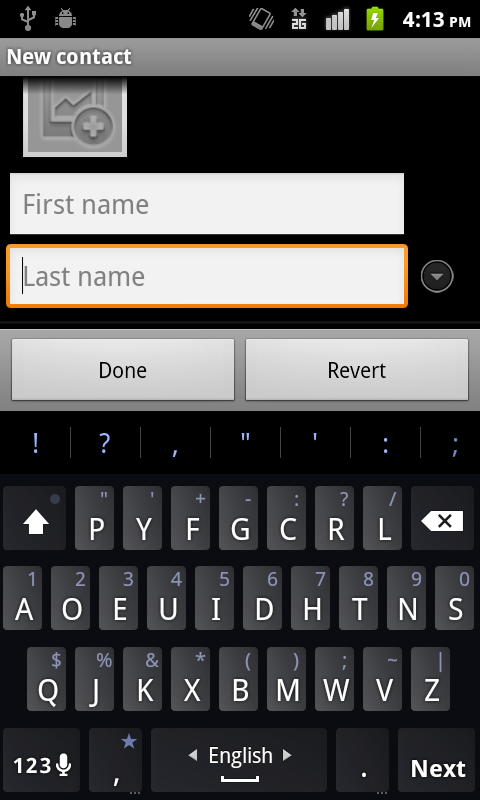 2G 4:13 PM
New contact
First name
Last name
Done Revert
! ? , " ' : ;
" ' + - : ? /
P Y F G C R L
1 2 3 4 5 6 7 8 9 0
A O E U I D H T N S
$ % & * ( ) ; ~ |
Q J K X B M W V Z
123 , English . Next